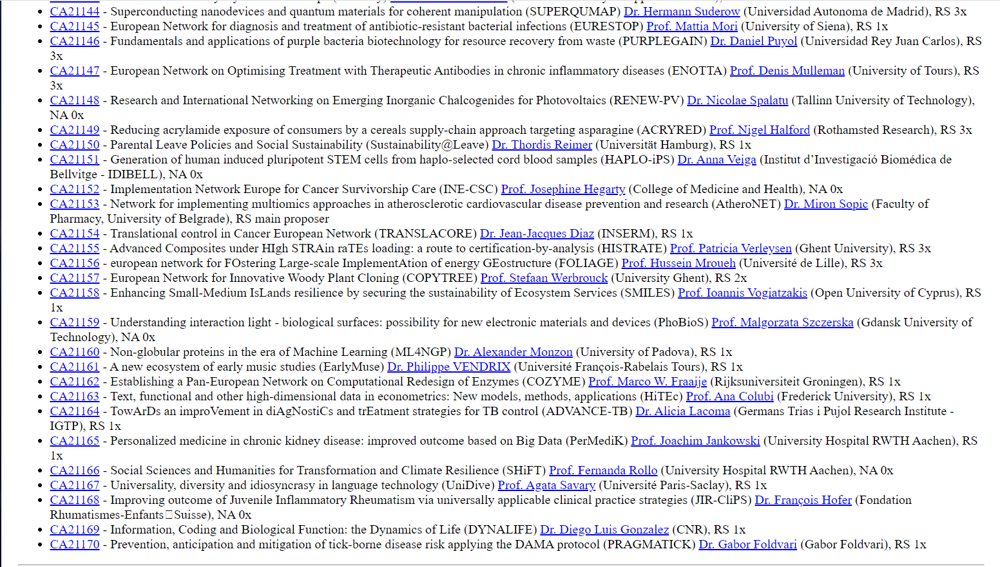 CA21144 - Superconducting nanodevices and quantum materials for coherent manipulation (SUPERQUMAP) Dr. Hermann Suderow (Universidad Autonoma de Madrid), RS 3x
CA21145 - European Network for diagnosis and treatment of antibiotic-resistant bacterial infections (EURESTOP) Prof. Mattia Mori (University of Siena), RS 1x
CA21146 - Fundamentals and applications of purple bacteria biotechnology for resource recovery from waste (PURPLEGAIN) Dr. Daniel Puyol (Universidad Rey Juan Carlos), RS
3x
CA21147 - European Network on Optimising Treatment with Therapeutic Antibodies in chronic inflammatory diseases (ENOTTA) Prof. Denis Mulleman (University of Tours), RS
3x
CA21148 - Research and International Networking on Emerging Inorganic Chalcogenides for Photovoltaics (RENEW-PV) Dr. Nicolae Spalatu (Tallinn University of Technology),
NA 0x
CA21149 - Reducing acrylamide exposure of consumers by a cereals supply-chain approach targeting asparagine (ACRYRED) Prof. Nigel Halford (Rothamsted Research), RS 3x
CA21150 - Parental Leave Policies and Social Sustainability (Sustainability@Leave) Dr. Thordis Reimer (Universität Hamburg), RS 1x
CA21151 - Generation of human induced pluripotent STEM cells from haplo-selected cord blood samples (HAPLO-iPS) Dr. Anna Veiga (Institut d’Investigació Biomédica de
Bellvitge - IDIBELL), NA 0x
CA21152 - Implementation Network Europe for Cancer Survivorship Care (INE-CSC) Prof. Josephine Hegarty (College of Medicine and Health), NA 0x
CA21153 - Network for implementing multiomics approaches in atherosclerotic cardiovascular disease prevention and research (AtheroNET) Dr. Miron Sopic (Faculty of
Pharmacy, University of Belgrade), RS main proposer
CA21154 - Translational control in Cancer European Network (TRANSLACORE) Dr. Jean-Jacques Diaz (INSERM), RS 1x
CA21155 - Advanced Composites under HIgh STRAin raTEs loading: a route to certification-by-analysis (HISTRATE) Prof. Patricia Verleysen (Ghent University), RS 3x
CA21156 - european network for FOstering Large-scale ImplementAtion of energy GEostructure (FOLIAGE) Prof. Hussein Mroueh (Université de Lille), RS 3x
CA21157 - European Network for Innovative Woody Plant Cloning (COPYTREE) Prof. Stefaan Werbrouck (University Ghent), RS 2x
CA21158 - Enhancing Small-Medium IsLands resilience by securing the sustainability of Ecosystem Services (SMILES) Prof. Ioannis Vogiatzakis (Open University of Cyprus), RS
1x
CA21159 - Understanding interaction light - biological surfaces: possibility for new electronic materials and devices (PhoBioS) Prof. Malgorzata Szczerska (Gdansk University of
Technology), NA 0x
CA21160 - Non-globular proteins in the era of Machine Learning (ML4NGP) Dr. Alexander Monzon (University of Padova), RS 1x
CA21161 - A new ecosystem of early music studies (EarlyMuse) Dr. Philippe VENDRIX (Université François-Rabelais Tours), RS 1x
CA21162 - Establishing a Pan-European Network on Computational Redesign of Enzymes (COZYME) Prof. Marco W. Fraaije (Rijksuniversiteit Groningen), RS 1x
CA21163 - Text, functional and other high-dimensional data in econometrics: New models, methods, applications (HiTEc) Prof. Ana Colubi (Frederick University), RS 1x
CA21164 - TowArDs an improVement in diAgNostiCs and trEatment strategies for TB control (ADVANCE-TB) Dr. Alicia Lacoma (Germans Trias i Pujol Research Institute -
IGTP), RS 1x
CA21165 - Personalized medicine in chronic kidney disease: improved outcome based on Big Data (PerMediK) Prof. Joachim Jankowski (University Hospital RWTH Aachen), RS
1x
CA21166 - Social Sciences and Humanities for Transformation and Climate Resilience (SHiFT) Prof. Fernanda Rollo (University Hospital RWTH Aachen), NA 0x
CA21167 - Universality, diversity and idiosyncrasy in language technology (UniDive) Prof. Agata Savary (Université Paris-Saclay), RS 1x
CA21168 - Improving outcome of Juvenile Inflammatory Rheumatism via universally applicable clinical practice strategies (JIR-CliPS) Dr. François Hofer (Fondation
Rhumatismes-Enfants□Suisse), NA 0x
CA21169 - Information, Coding and Biological Function: the Dynamics of Life (DYNALIFE) Dr. Diego Luis Gonzalez (CNR), RS 1x
CA21170 - Prevention, anticipation and mitigation of tick-borne disease risk applying the DAMA protocol (PRAGMATICK) Dr. Gabor Foldvari (Gabor Foldvari), RS 1x